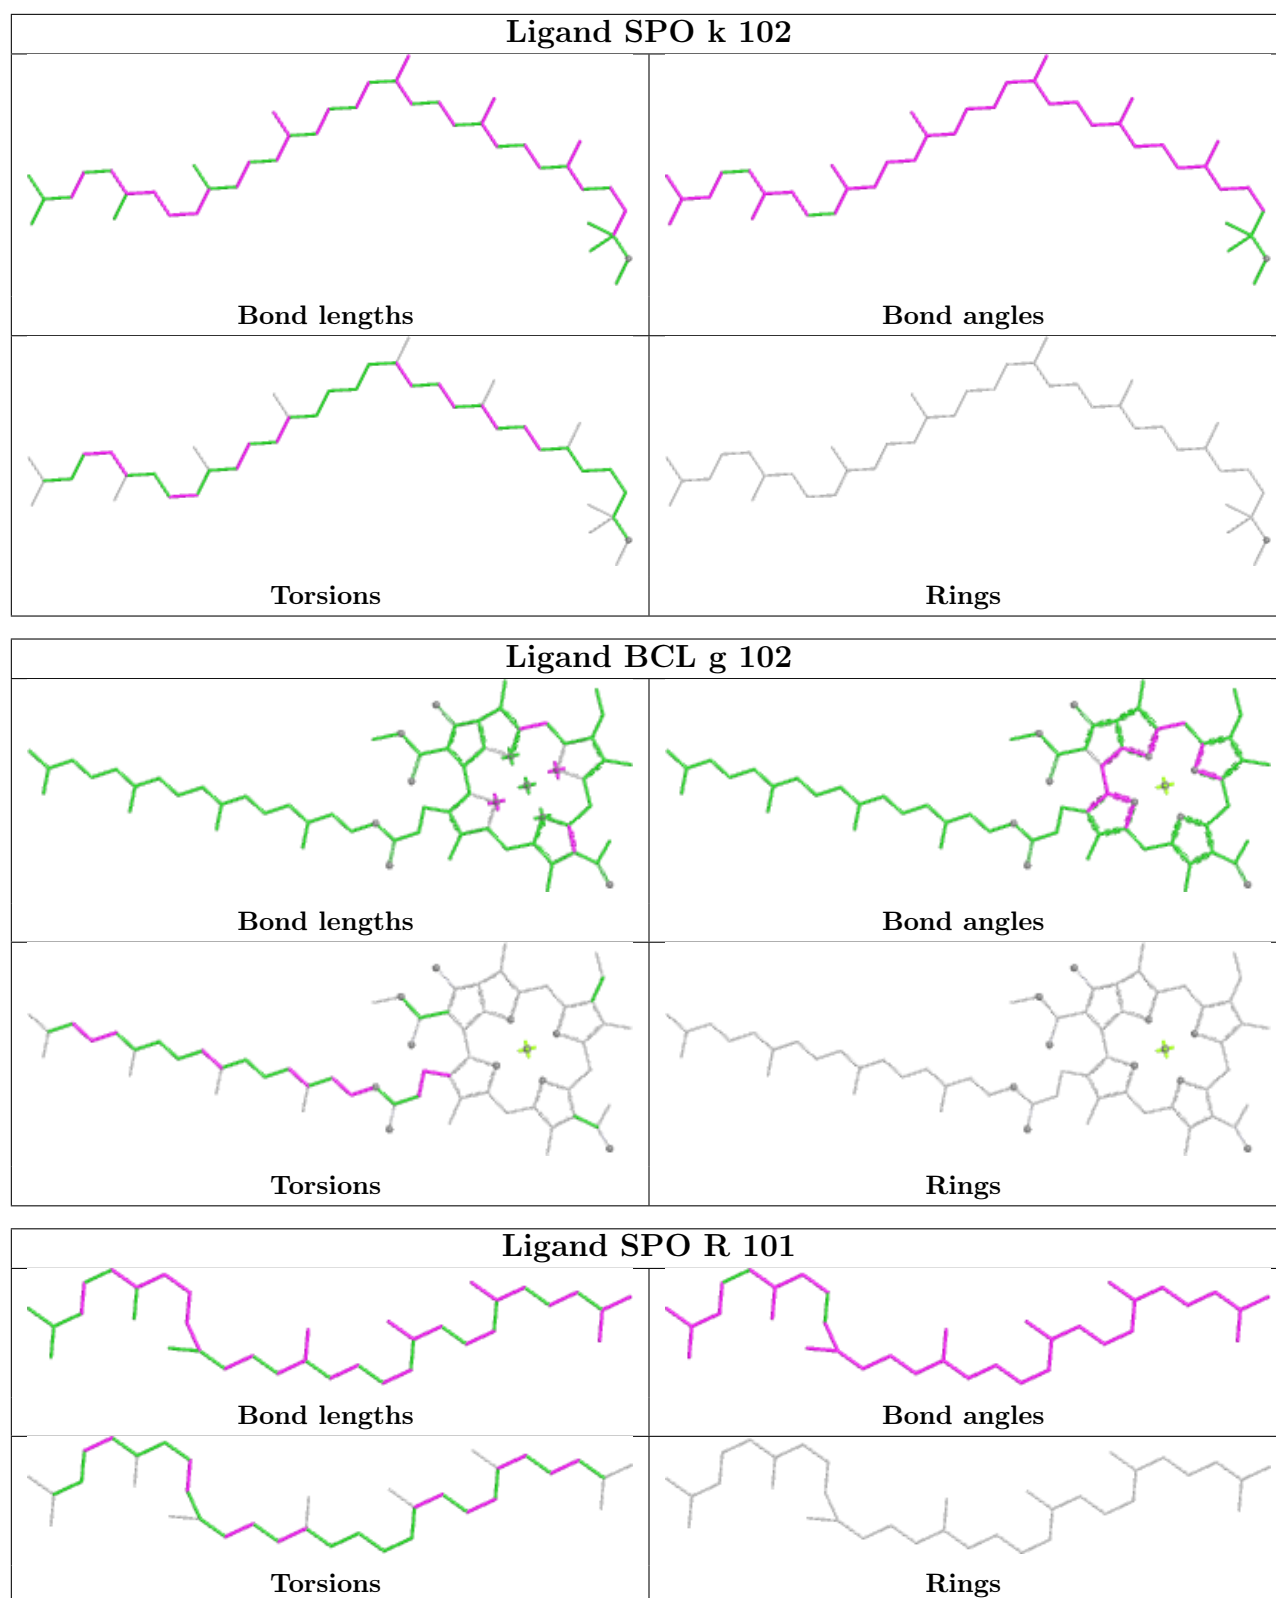 Ligand SPO k 102
Bond lengths
Bond angles
Torsions
Rings
Ligand BCL g 102
Bond lengths
Bond angles
Torsions
Rings
Ligand SPO R 101
Bond lengths
Bond angles
Torsions
Rings